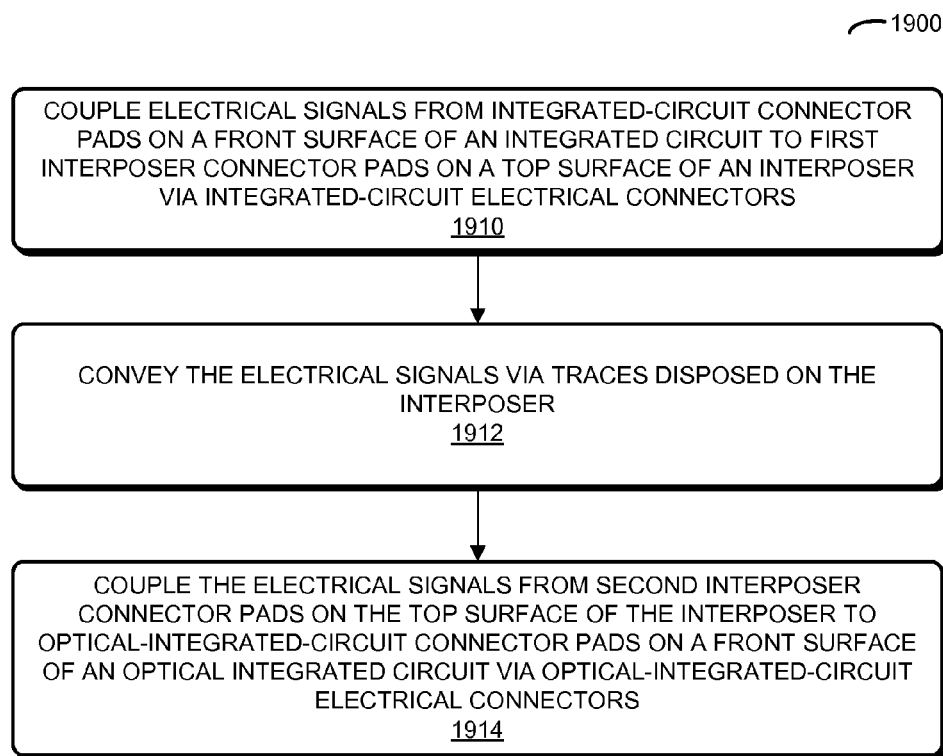 1900
COUPLE ELECTRICAL SIGNALS FROM INTEGRATED-CIRCUIT CONNECTOR
PADS ON A FRONT SURFACE OF AN INTEGRATED CIRCUIT TO FIRST
INTERPOSER CONNECTOR PADS ON A TOP SURFACE OF AN INTERPOSER
VIA INTEGRATED-CIRCUIT ELECTRICAL CONNECTORS
1910
CONVEY THE ELECTRICAL SIGNALS VIA TRACES DISPOSED ON THE
INTERPOSER
1912
COUPLE THE ELECTRICAL SIGNALS FROM SECOND INTERPOSER
CONNECTOR PADS ON THE TOP SURFACE OF THE INTERPOSER TO
OPTICAL-INTEGRATED-CIRCUIT CONNECTOR PADS ON A FRONT SURFACE
OF AN OPTICAL INTEGRATED CIRCUIT VIA OPTICAL-INTEGRATED-CIRCUIT
ELECTRICAL CONNECTORS
1914